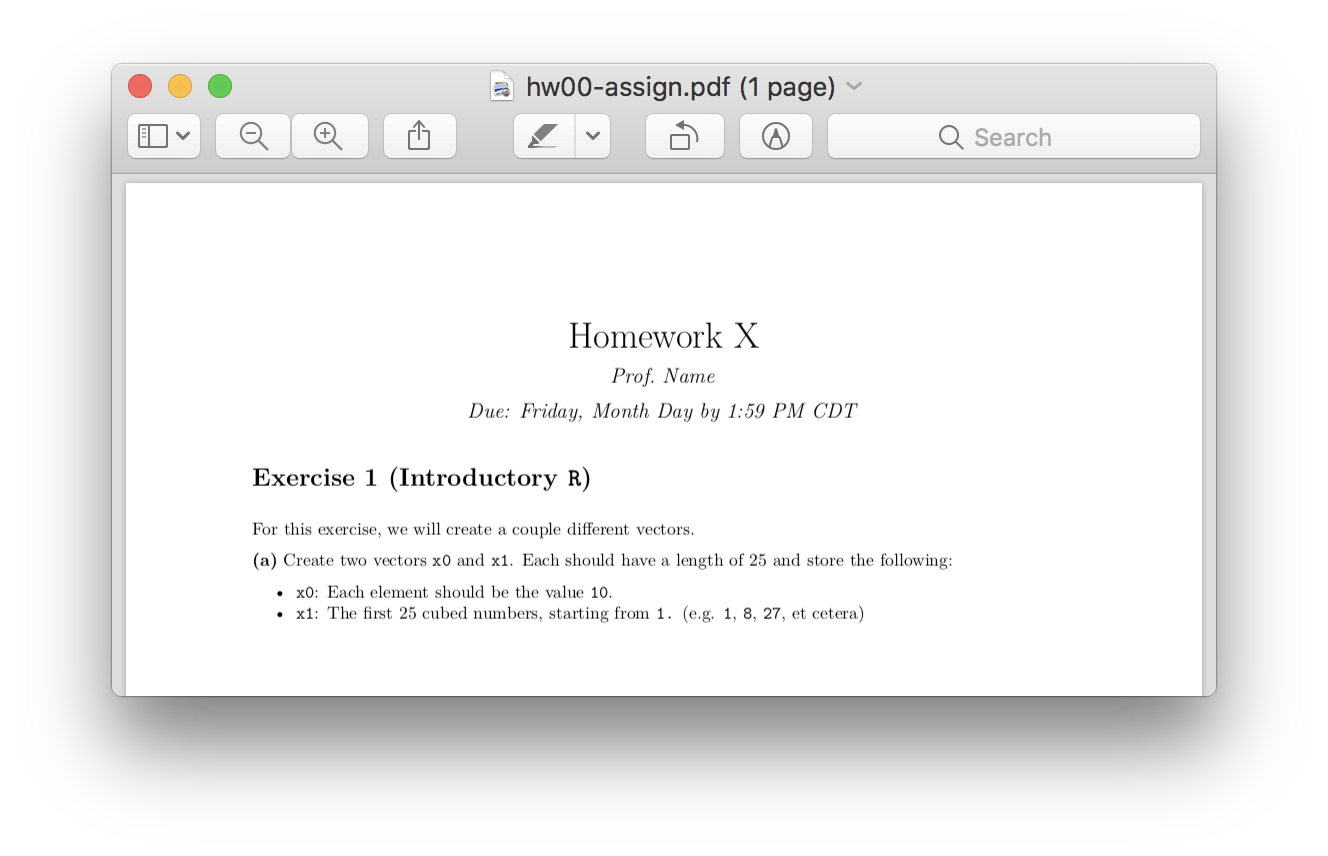 hw00-assign.pdf (1 page)
Search
Homework X
Prof. Name
Due: Friday, Month Day by 1:59 PM CDT
Exercise 1 (Introductory R)
For this exercise, we will create a couple different vectors.
(a) Create two vectors x0 and x1. Each should have a length of 25 and store the following:
• x0: Each element should be the value 10.
• x1: The first 25 cubed numbers, starting from 1. (e.g. 1, 8, 27, et cetera)